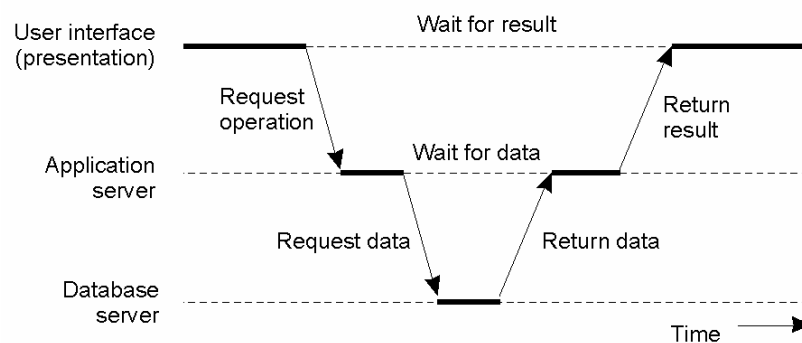 User interface
(presentation)
Wait for result
Request
operation
Return
result
Application
server
Wait for data
Request data
Return data
Database
server
Time